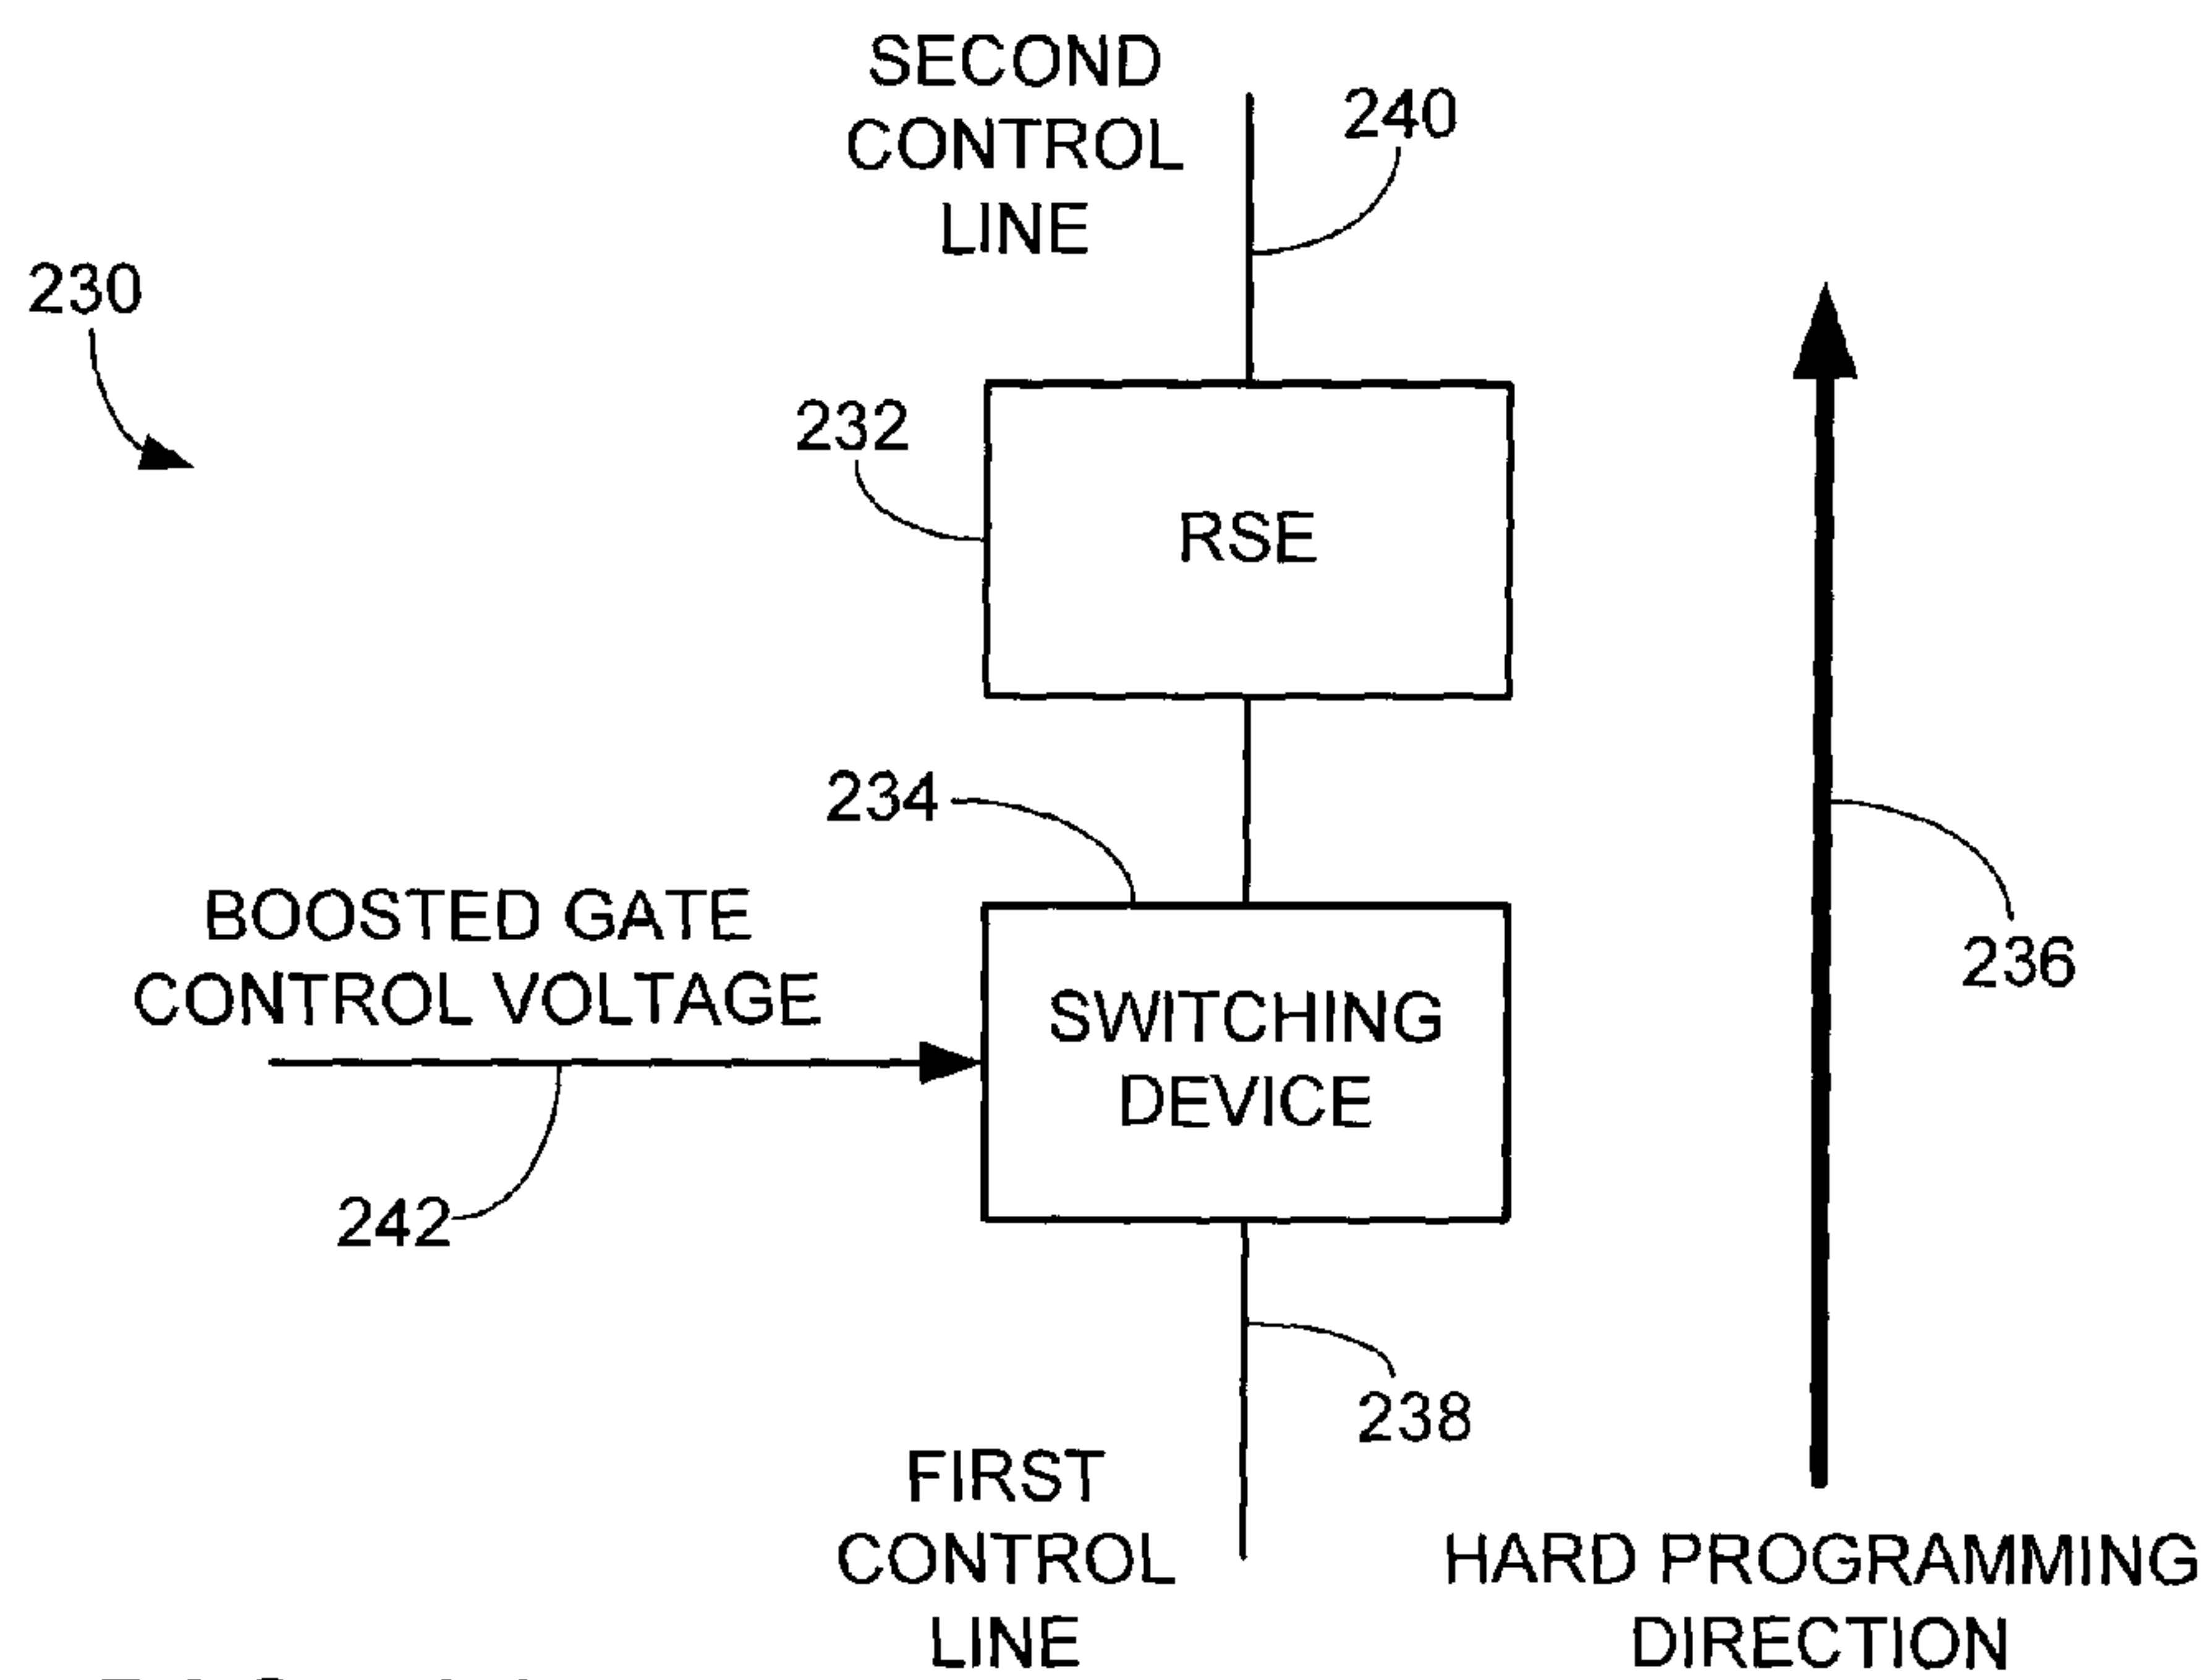 SECOND
CONTROL
LINE
240
230
232
RSE
234
BOOSTED GATE
CONTROL VOLTAGE
SWITCHING
DEVICE
236
242
238
FIRST
CONTROL
LINE
HARD PROGRAMMING
DIRECTION